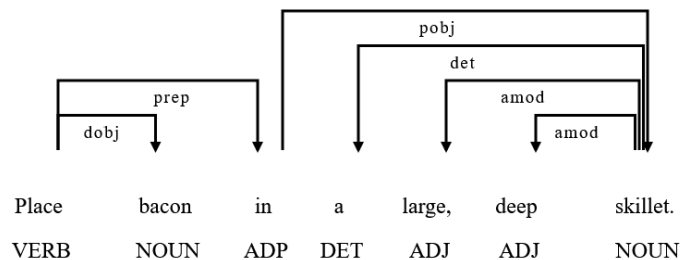 pobj
det
prep amod
dobj amod
Place bacon in a large, deep skillet.
VERB NOUN ADP DET ADJ ADJ NOUN